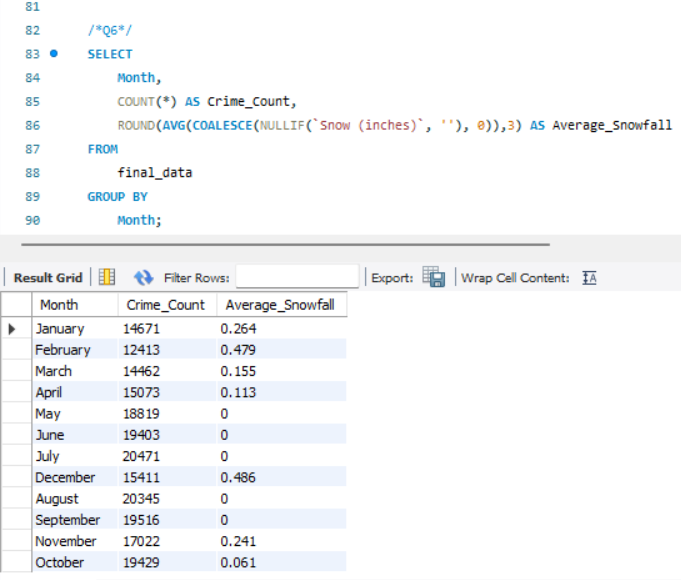 81
82 /*Q6*/
83 SELECT
84 Month,
85 COUNT(*) AS Crime_Count,
86 ROUND(AVG(COALESCE(NULLIF(`Snow (inches)`, ''), 0)),3) AS Average_Snowfall
87 FROM
88 final_data
89 GROUP BY
90 Month;
Result Grid Filter Rows: Export: Wrap Cell Content:
Month Crime_Count Average_Snowfall
January 14671 0.264
February 12413 0.479
March 14462 0.155
April 15073 0.113
May 18819 0
June 19403 0
July 20471 0
December 15411 0.486
August 20345 0
September 19516 0
November 17022 0.241
October 19429 0.061